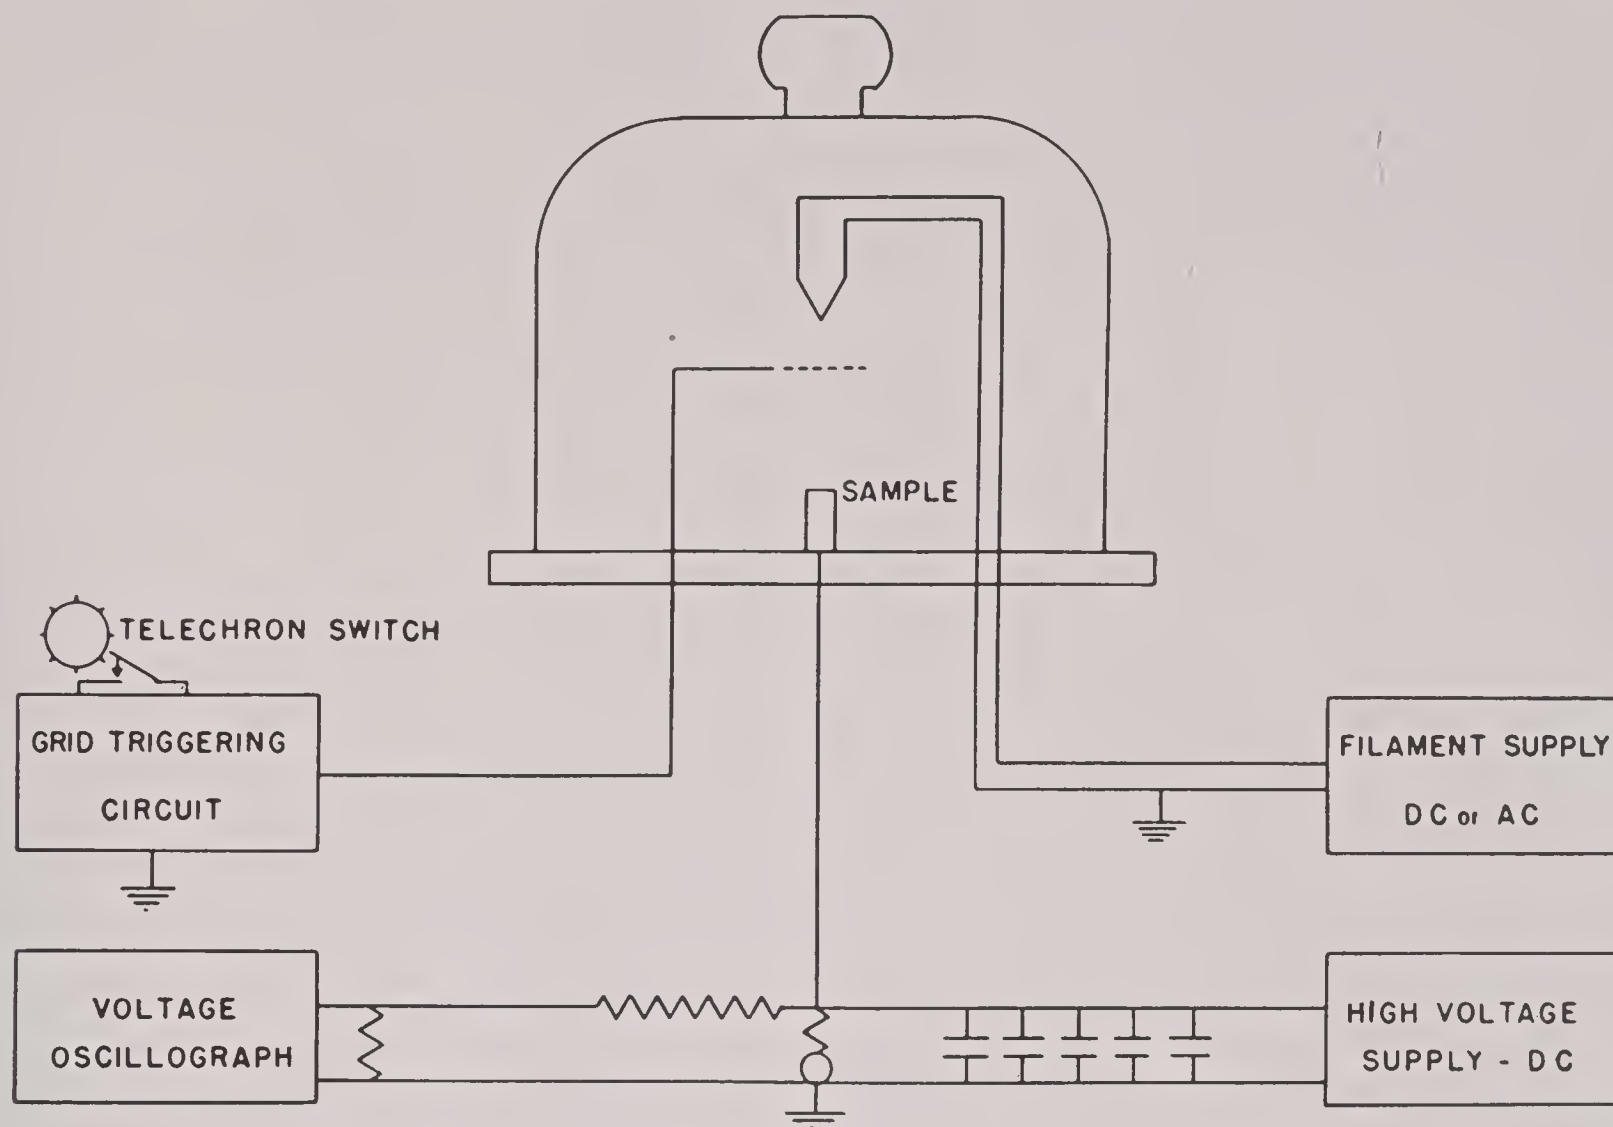 SAMPLE
TELECHRON SWITCH
GRID TRIGGERING
CIRCUIT
FILAMENT SUPPLY
DC or AC
VOLTAGE
OSCILLOGRAPH
HIGH VOLTAGE
SUPPLY - DC